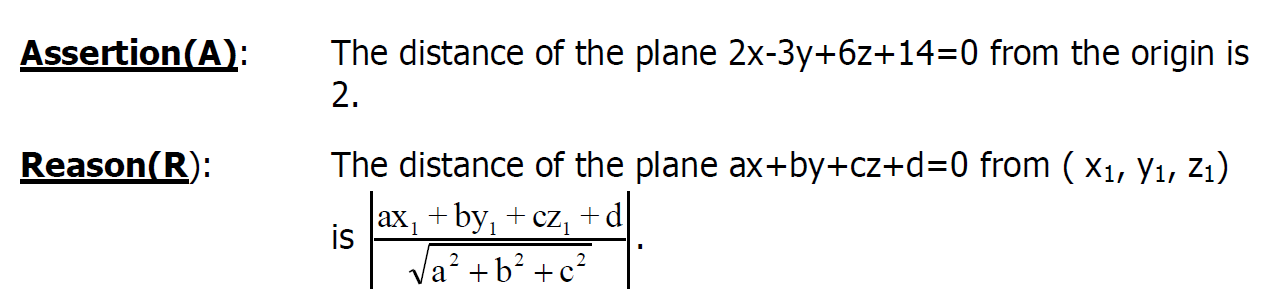 Assertion(A): The distance of the plane 2x-3y+6z+14=0 from the origin is
2.
Reason(R): The distance of the plane ax+by+cz+d=0 from ( x₁, y₁, z₁)
is |ax₁ + by₁ + cz₁ + d / √a² + b² + c²|.